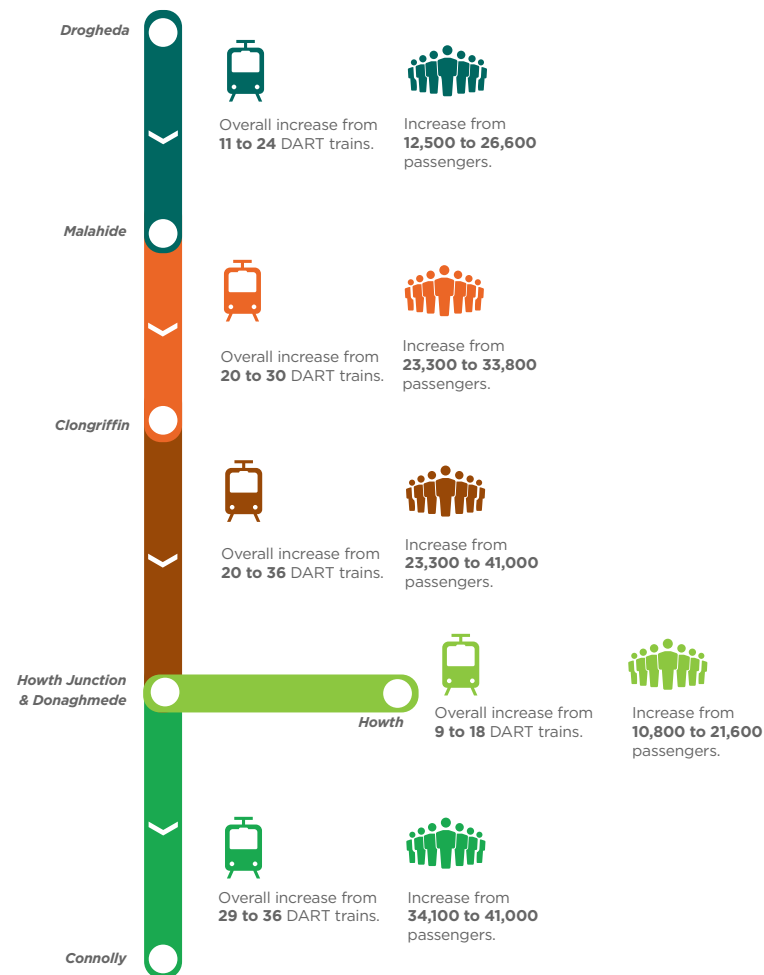 Drogheda
Overall increase from
11 to 24 DART trains.
Increase from
12,500 to 26,600
passengers.
Malahide
Overall increase from
20 to 30 DART trains.
Increase from
23,300 to 33,800
passengers.
Clongriffin
Overall increase from
20 to 36 DART trains.
Increase from
23,300 to 41,000
passengers.
Howth Junction
& Donaghmede
Howth
Overall increase from
9 to 18 DART trains.
Increase from
10,800 to 21,600
passengers.
Overall increase from
29 to 36 DART trains.
Increase from
34,100 to 41,000
passengers.
Connolly